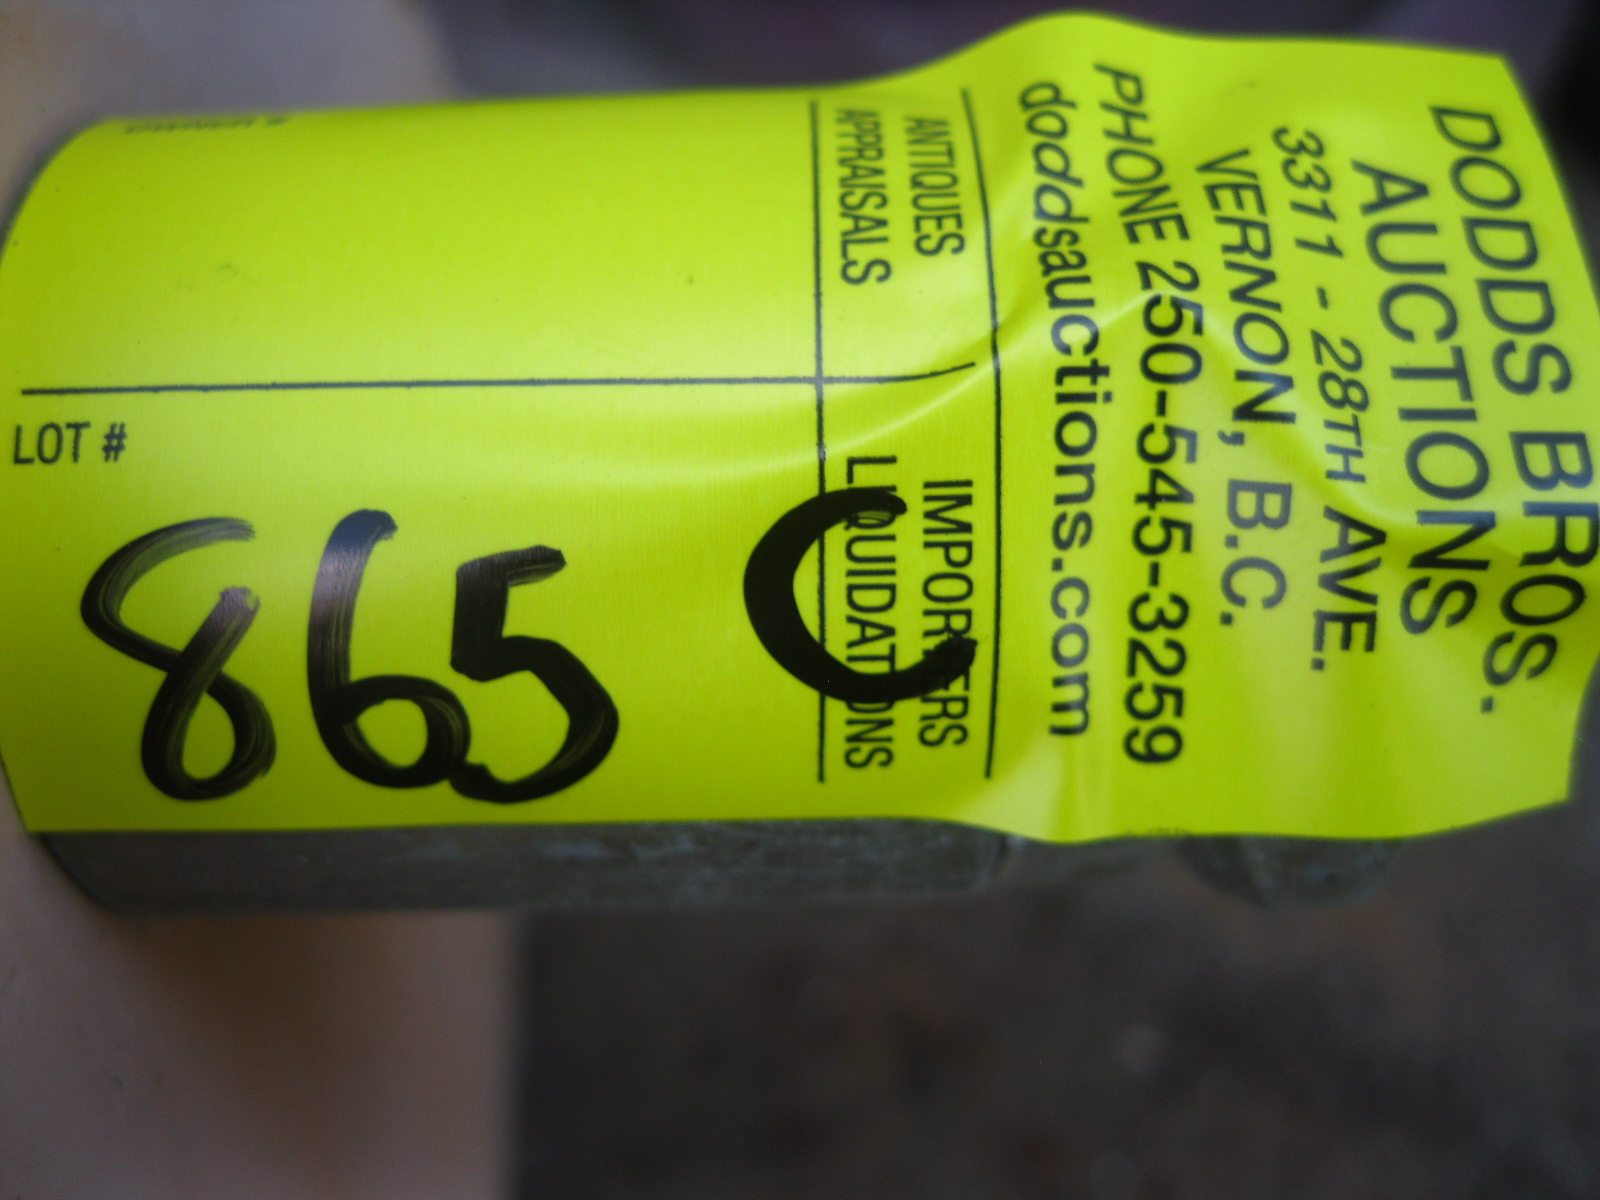 DODDS BROS.
AUCTIONS
3311 - 28TH AVE.
VERNON, B.C.
PHONE 250-545-3259
doddsauctions.com
ANTIQUES IMPORTERS
APPRAISALS LIQUIDATIONS
LOT #
865 C